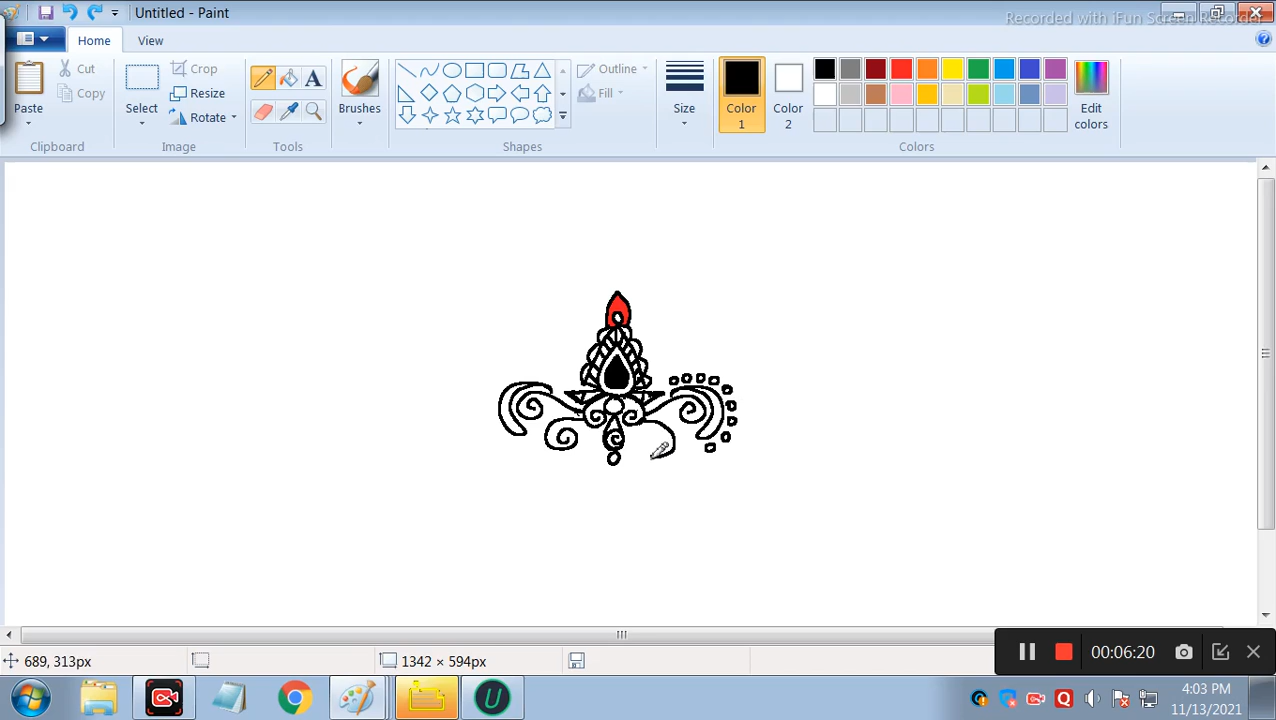 Untitled - Paint
Recorded with iFun Screen Recorder
Home
View
Paste
Cut
Copy
Clipboard
Select
Crop
Resize
Rotate
Image
A
Tools
Brushes
Outline
Fill
Shapes
Size
Color
1
Color
2
Edit
colors
Colors
689, 313px
1342 × 594px
00:06:20
4:03 PM
11/13/2021